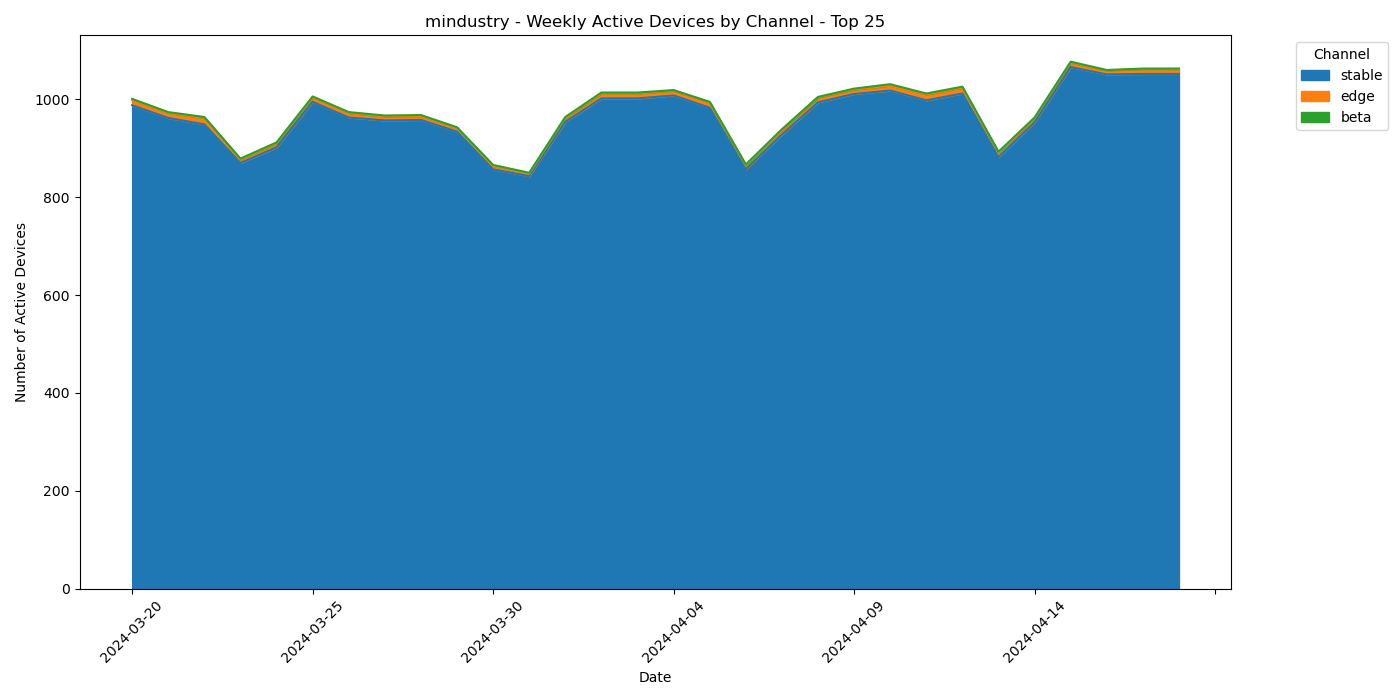 mindustry - Weekly Active Devices by Channel - Top 25
Channel
stable
edge
beta
Number of Active Devices
1000
800
600
400
200
0
2024-03-20
2024-03-25
2024-03-30
2024-04-04
2024-04-09
2024-04-14
Date